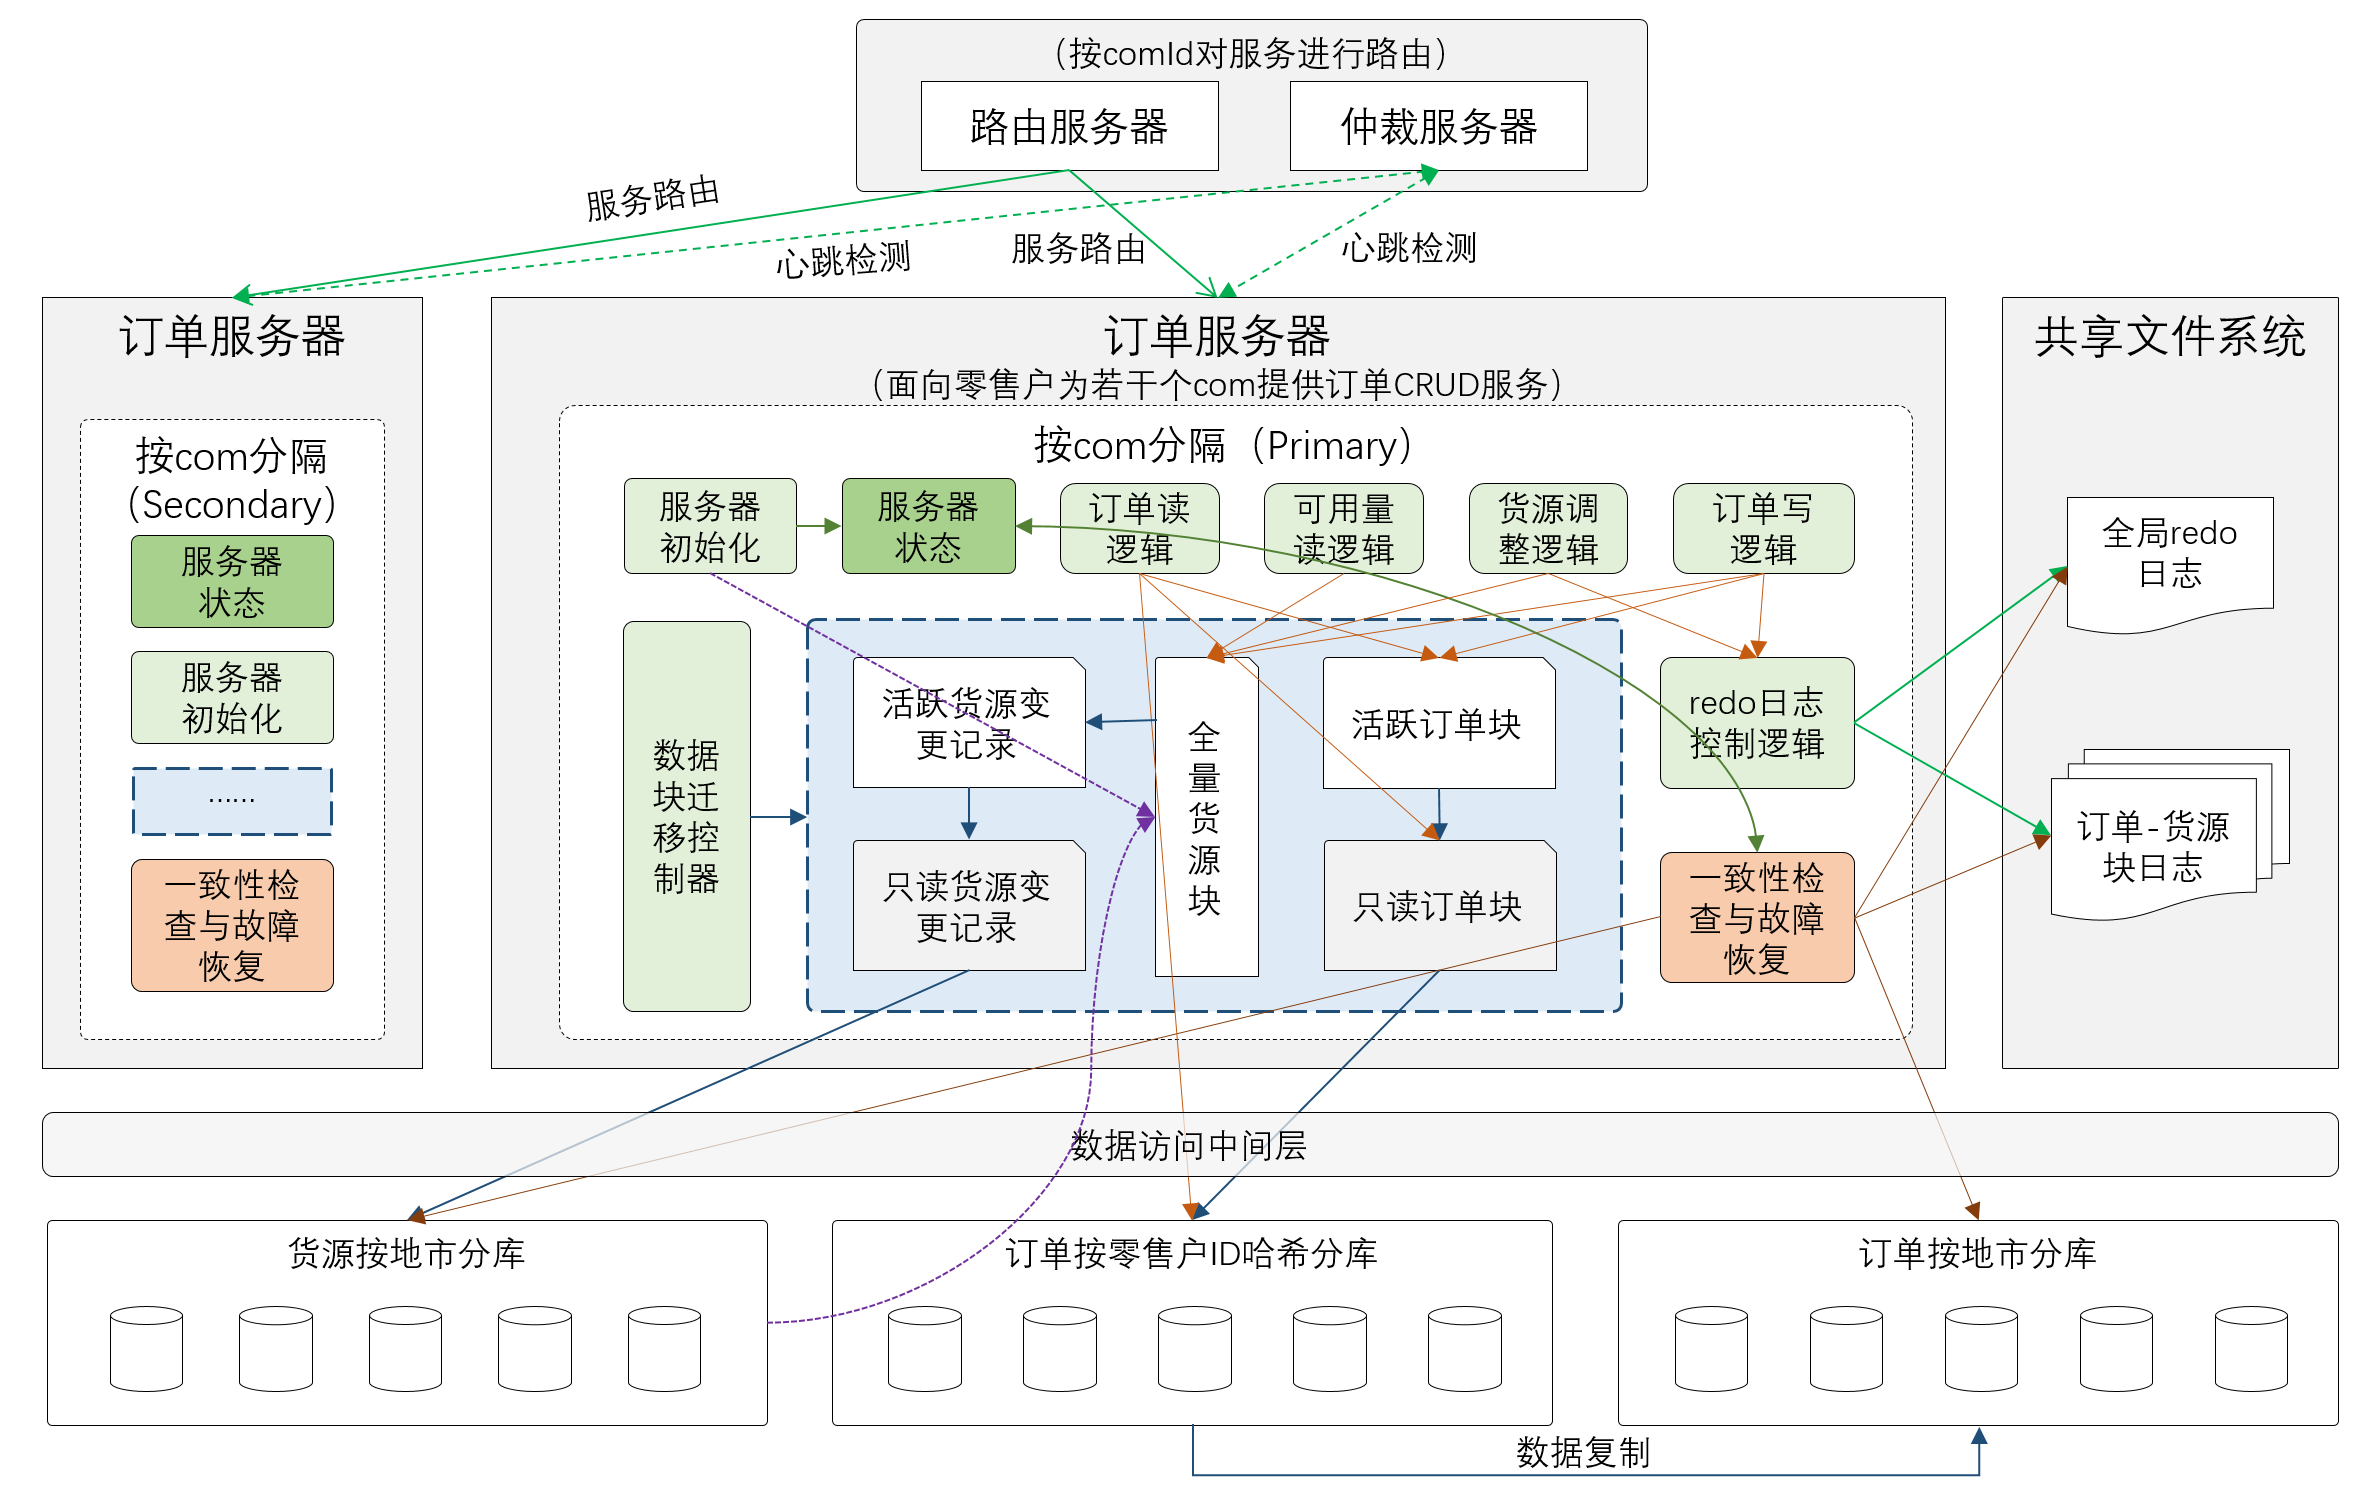 （按comId对服务进行路由）
路由服务器
仲裁服务器
服务路由
心跳检测
服务路由
心跳检测
订单服务器
按com分隔
（Secondary）
服务器
状态
服务器
初始化
……
一致性检
查与故障
恢复
订单服务器
（面向零售户为若干个com提供订单CRUD服务）
按com分隔（Primary）
服务器
初始化
服务器
状态
订单读
逻辑
可用量
读逻辑
货源调
整逻辑
订单写
逻辑
数据
块迁
移控
制器
活跃货源变
更记录
只读货源变
更记录
全
量
货
源
块
活跃订单块
只读订单块
redo日志
控制逻辑
一致性检
查与故障
恢复
共享文件系统
全局redo
日志
订单-货源
块日志
数据访问中间层
货源按地市分库
订单按零售户ID哈希分库
订单按地市分库
数据复制